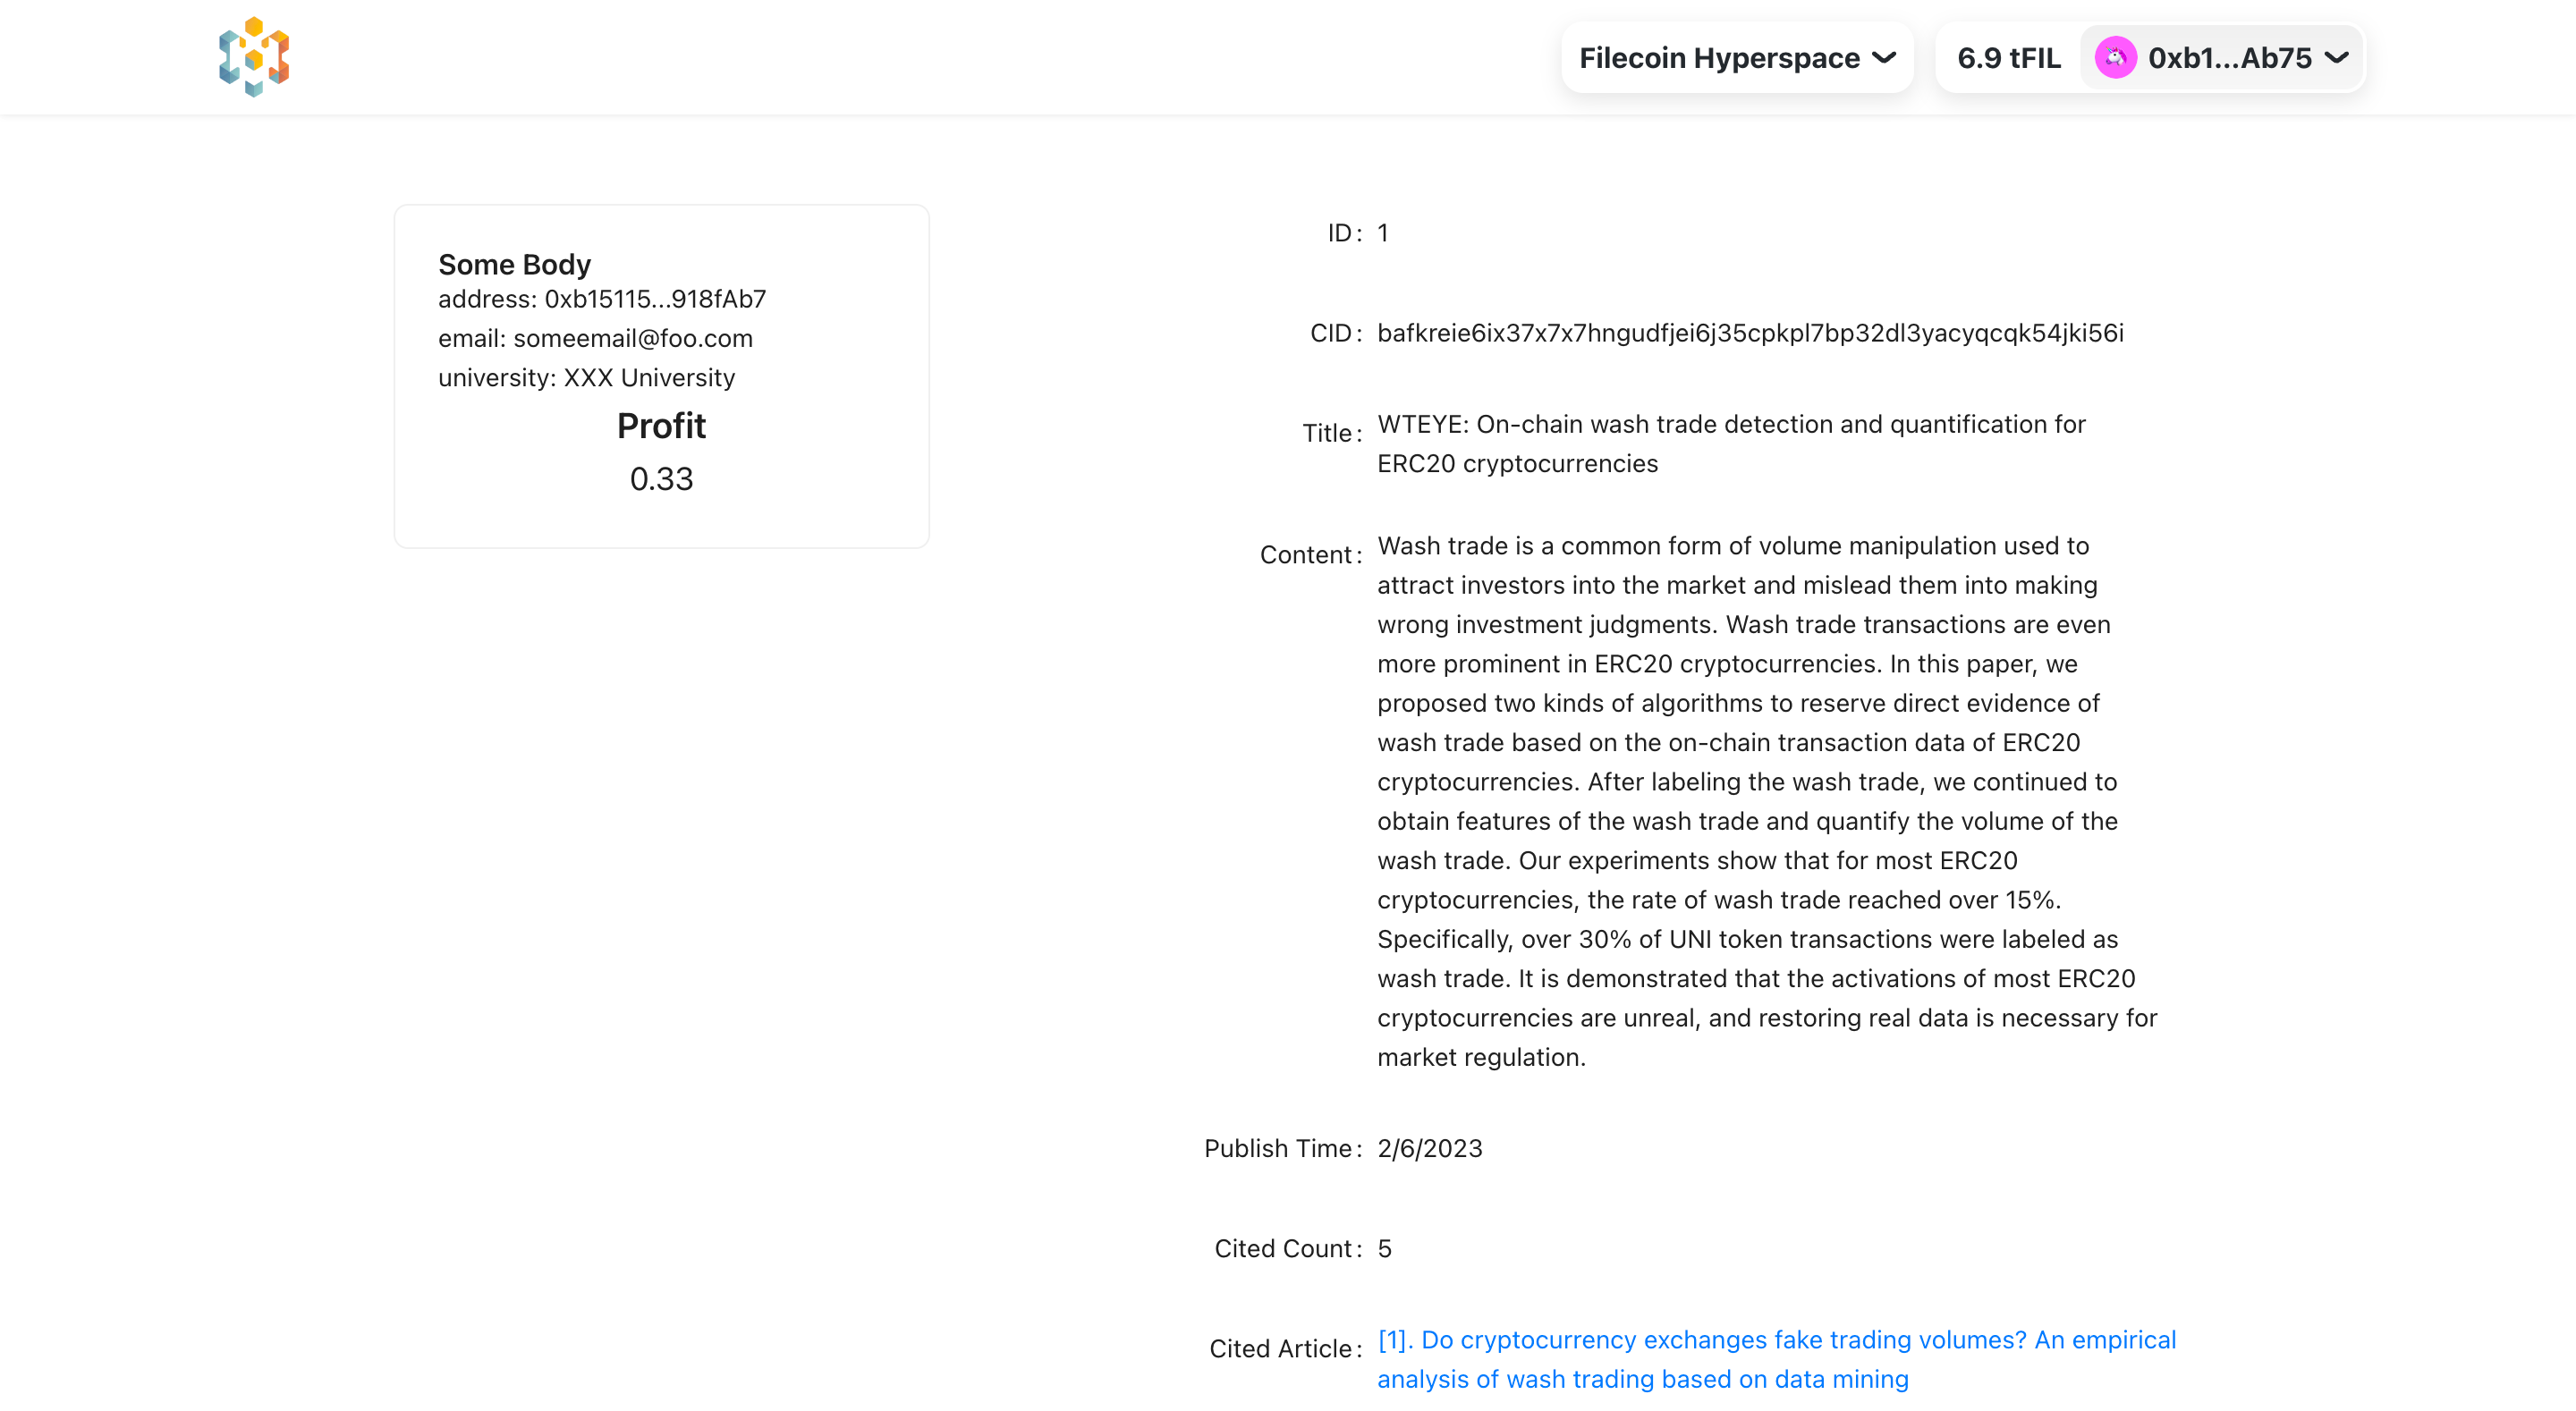 Filecoin Hyperspace
6.9 tFIL
0xb1...Ab75
Some Body
address: 0xb15115...918fAb7
email: someemail@foo.com
university: XXX University
Profit
0.33
ID: 1
CID: bafkreie6ix37x7x7hngudfjei6j35cpkpl7bp32dl3yacyqcqk54jki56i
Title: WTEYE: On-chain wash trade detection and quantification for
ERC20 cryptocurrencies
Content: Wash trade is a common form of volume manipulation used to
attract investors into the market and mislead them into making
wrong investment judgments. Wash trade transactions are even
more prominent in ERC20 cryptocurrencies. In this paper, we
proposed two kinds of algorithms to reserve direct evidence of
wash trade based on the on-chain transaction data of ERC20
cryptocurrencies. After labeling the wash trade, we continued to
obtain features of the wash trade and quantify the volume of the
wash trade. Our experiments show that for most ERC20
cryptocurrencies, the rate of wash trade reached over 15%.
Specifically, over 30% of UNI token transactions were labeled as
wash trade. It is demonstrated that the activations of most ERC20
cryptocurrencies are unreal, and restoring real data is necessary for
market regulation.
Publish Time: 2/6/2023
Cited Count: 5
Cited Article: [1]. Do cryptocurrency exchanges fake trading volumes? An empirical
analysis of wash trading based on data mining